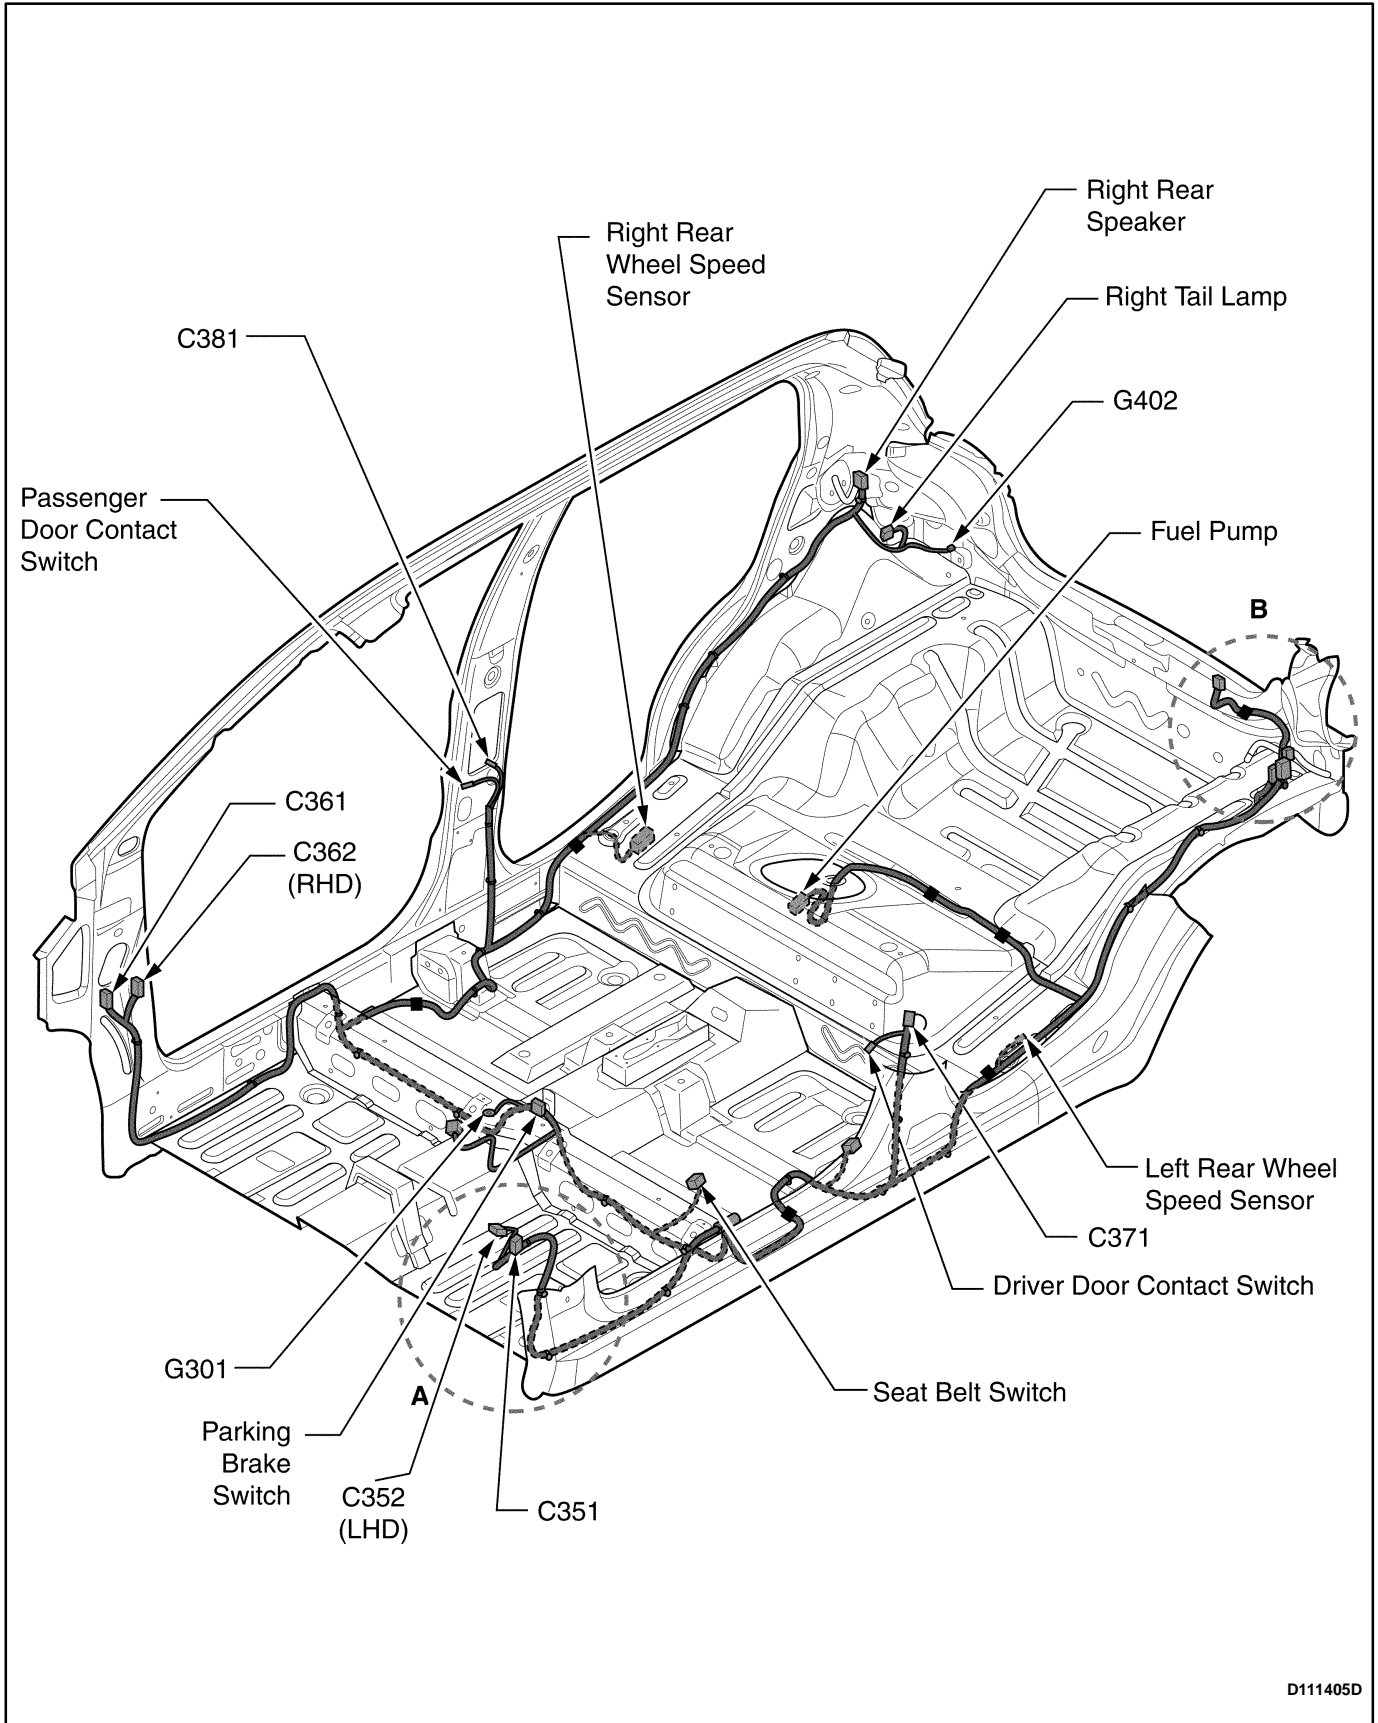 Right Rear
Speaker
Right Rear
Wheel Speed
Sensor
Right Tail Lamp
C381
G402
Passenger
Door Contact
Switch
Fuel Pump
B
C361
C362
(RHD)
Left Rear Wheel
Speed Sensor
C371
Driver Door Contact Switch
G301
A
Seat Belt Switch
Parking
Brake
Switch
C352
(LHD)
C351
D111405D